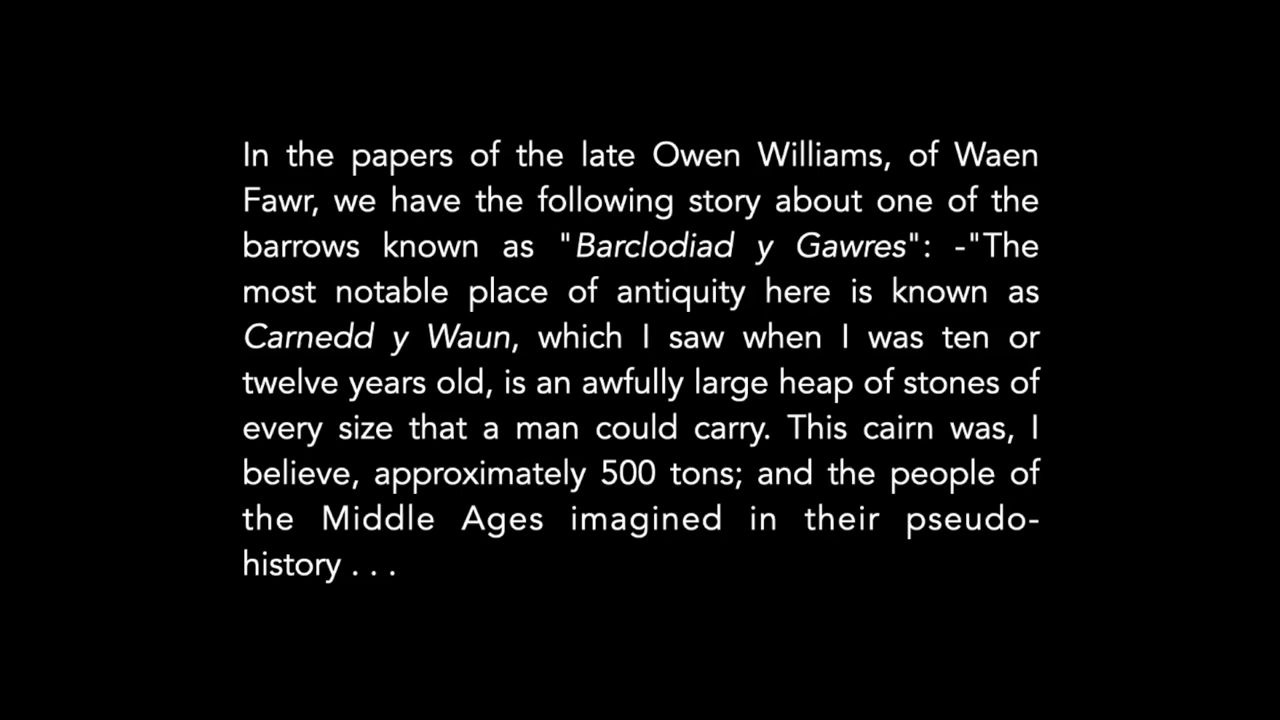 In the papers of the late Owen Williams, of Waen
Fawr, we have the following story about one of the
barrows known as "Barclodiad y Gawres": -"The
most notable place of antiquity here is known as
Carnedd y Waun, which I saw when I was ten or
twelve years old, is an awfully large heap of stones of
every size that a man could carry. This cairn was, I
believe, approximately 500 tons; and the people of
the Middle Ages imagined in their pseudo-
history . . .